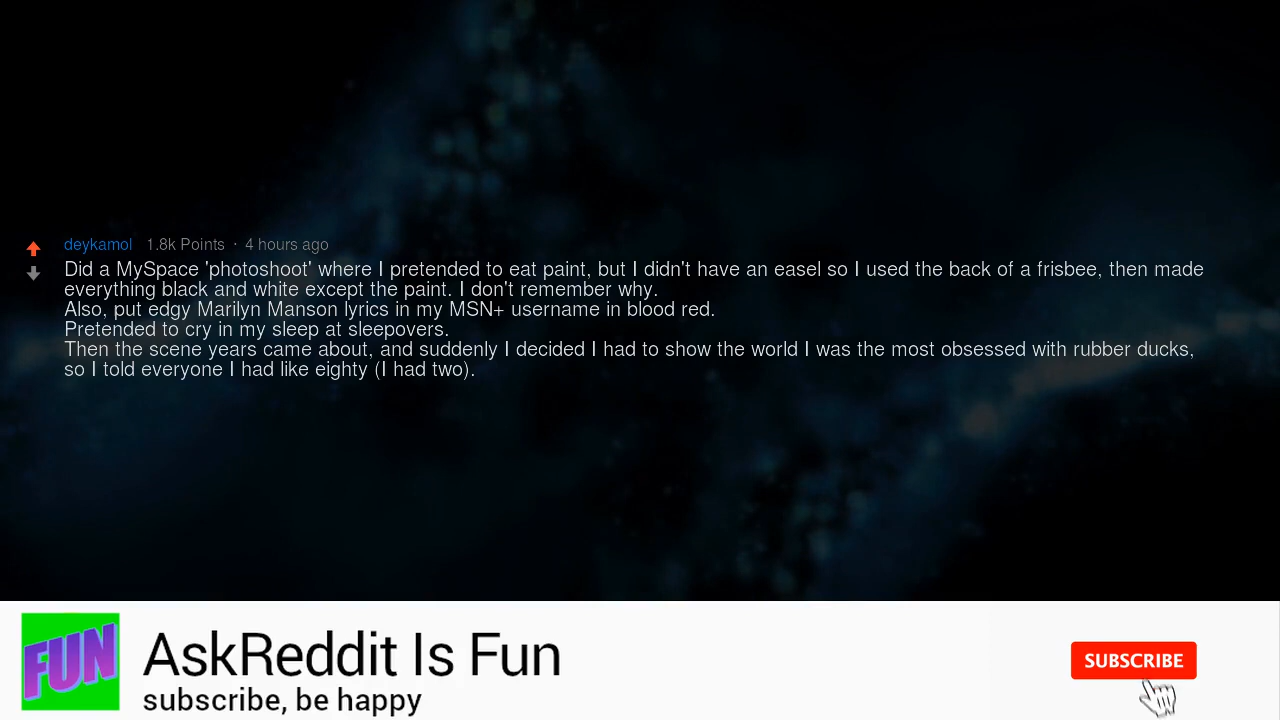 deykamol 1.8k Points · 4 hours ago
Did a MySpace 'photoshoot' where I pretended to eat paint, but I didn't have an easel so I used the back of a frisbee, then made
everything black and white except the paint. I don't remember why.
Also, put edgy Marilyn Manson lyrics in my MSN+ username in blood red.
Pretended to cry in my sleep at sleepovers.
Then the scene years came about, and suddenly I decided I had to show the world I was the most obsessed with rubber ducks,
so I told everyone I had like eighty (I had two).
FUN
AskReddit Is Fun
subscribe, be happy
SUBSCRIBE